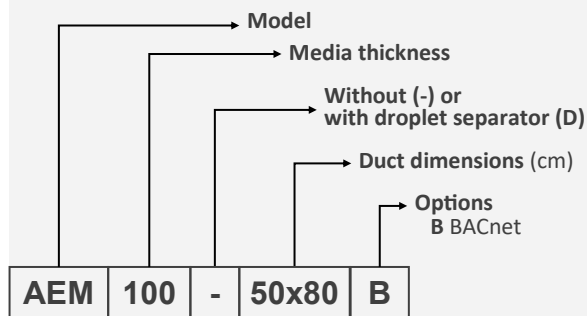 Model
Media thickness
Without (-) or
with droplet separator (D)
Duct dimensions (cm)
Options
B BACnet
AEM 100 - 50x80 B